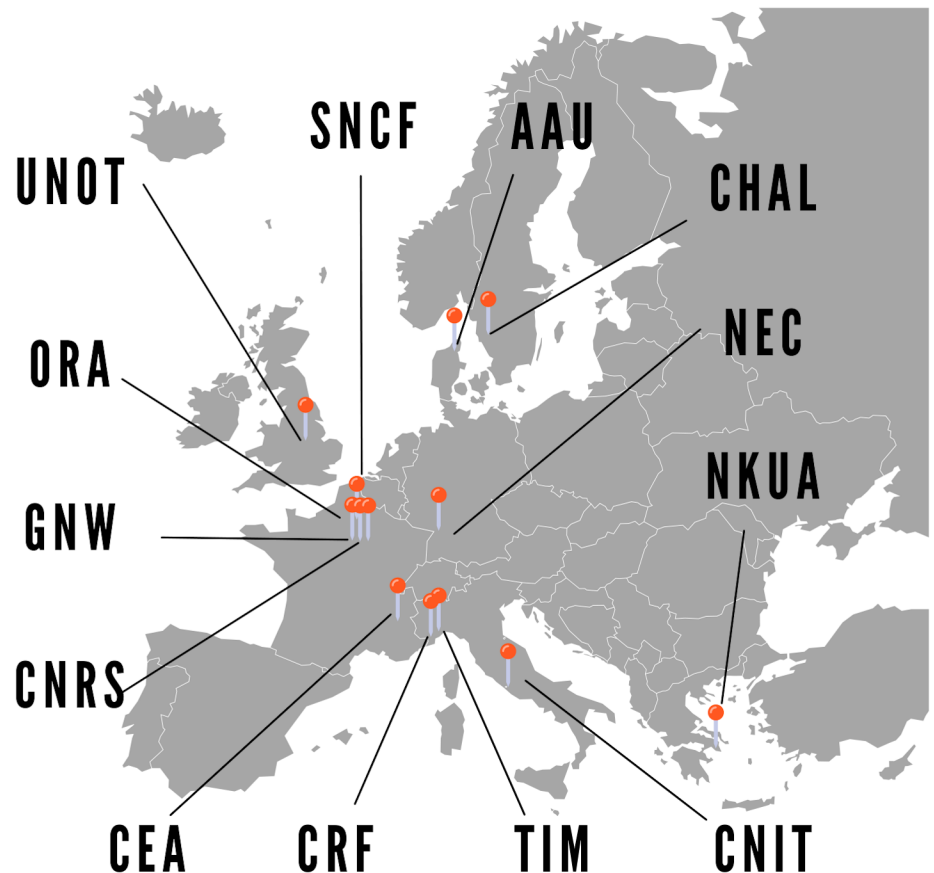 SNCF
AAU
UNOT
CHAL
NEC
ORA
NKUA
GNW
CNRS
CEA
CRF
TIM
CNIT